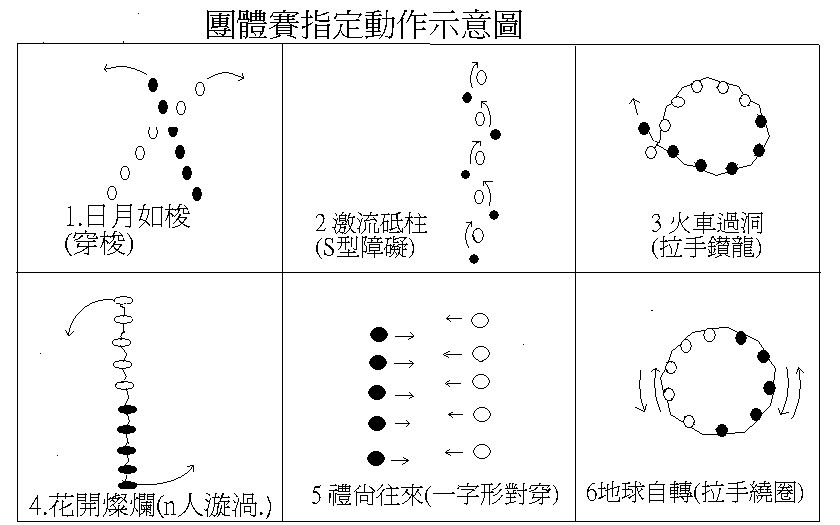 團體賽指定動作示意圖
1.日月如梭
(穿梭)
2 激流砥柱
(S型障礙)
3 火車過洞
(拉手鑽龍)
4.花開燦爛(n人漩渦.)
5 禮尙往來(一字形對穿)
6地球自轉(拉手繞圈)